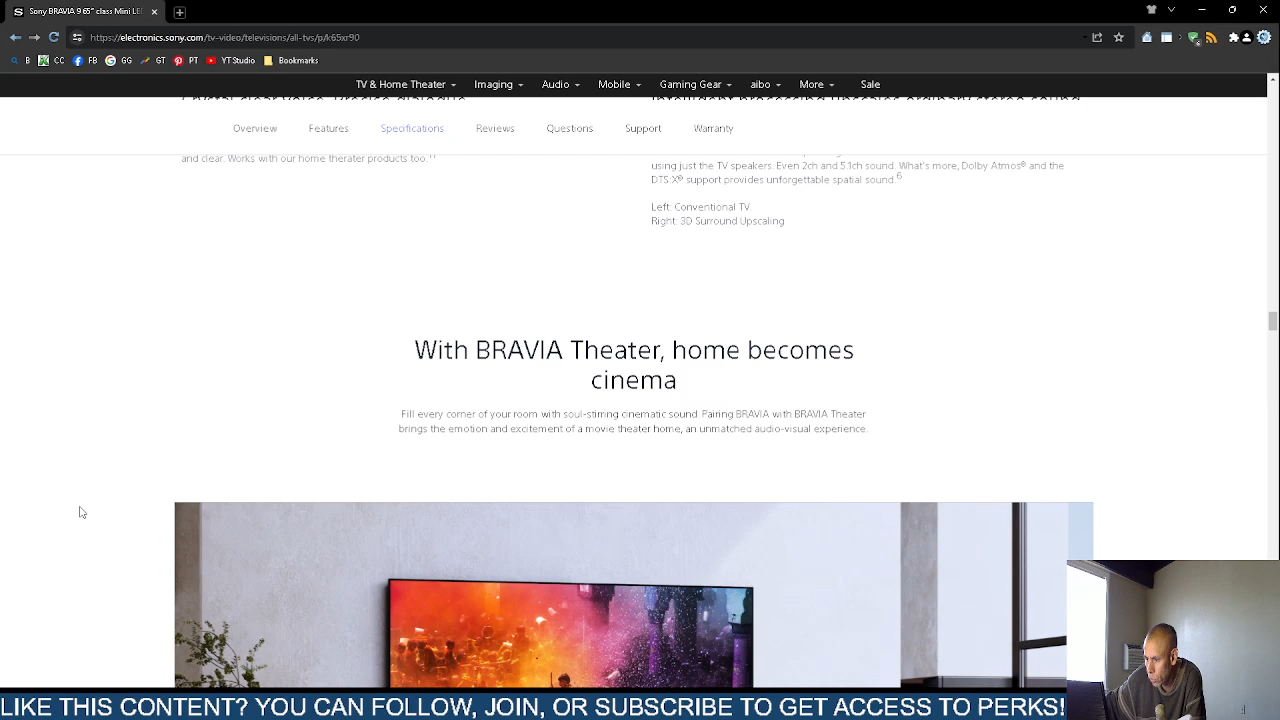 Sony BRAVIA 9 65" class Mini LE
https://electronics.sony.com/tv-video/televisions/all-tvs/p/k65xr90
B CC FB GG GT PT YT Studio Bookmarks
TV & Home Theater Imaging Audio Mobile Gaming Gear aibo More Sale
Overview Features Specifications Reviews Questions Support Warranty
and clear. Works with our home therater products too.
using just the TV speakers. Even 2ch and 5.1ch sound. What's more, Dolby Atmos® and the
DTS:X® support provides unforgettable spatial sound.6
Left: Conventional TV
Right: 3D Surround Upscaling
With BRAVIA Theater, home becomes
cinema
Fill every corner of your room with soul-stirring cinematic sound. Pairing BRAVIA with BRAVIA Theater
brings the emotion and excitement of a movie theater home, an unmatched audio-visual experience.
LIKE THIS CONTENT? YOU CAN FOLLOW, JOIN, OR SUBSCRIBE TO GET ACCESS TO PERKS!